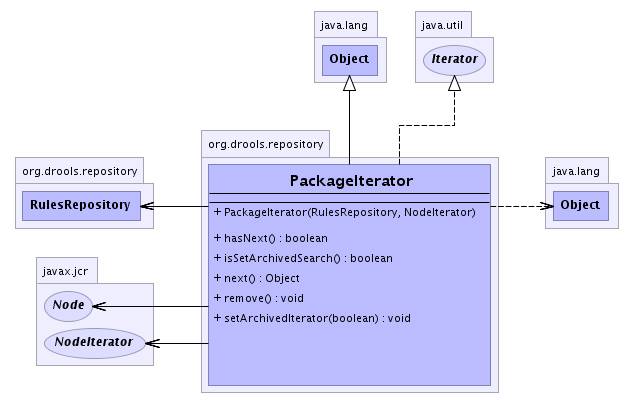 java.lang
Object
java.util
Iterator
org.drools.repository
PackageIterator
+ PackageIterator(RulesRepository, NodeIterator)
+ hasNext() : boolean
+ isSetArchivedSearch() : boolean
+ next() : Object
+ remove() : void
+ setArchivedIterator(boolean) : void
org.drools.repository
RulesRepository
java.lang
Object
javax.jcr
Node
NodeIterator